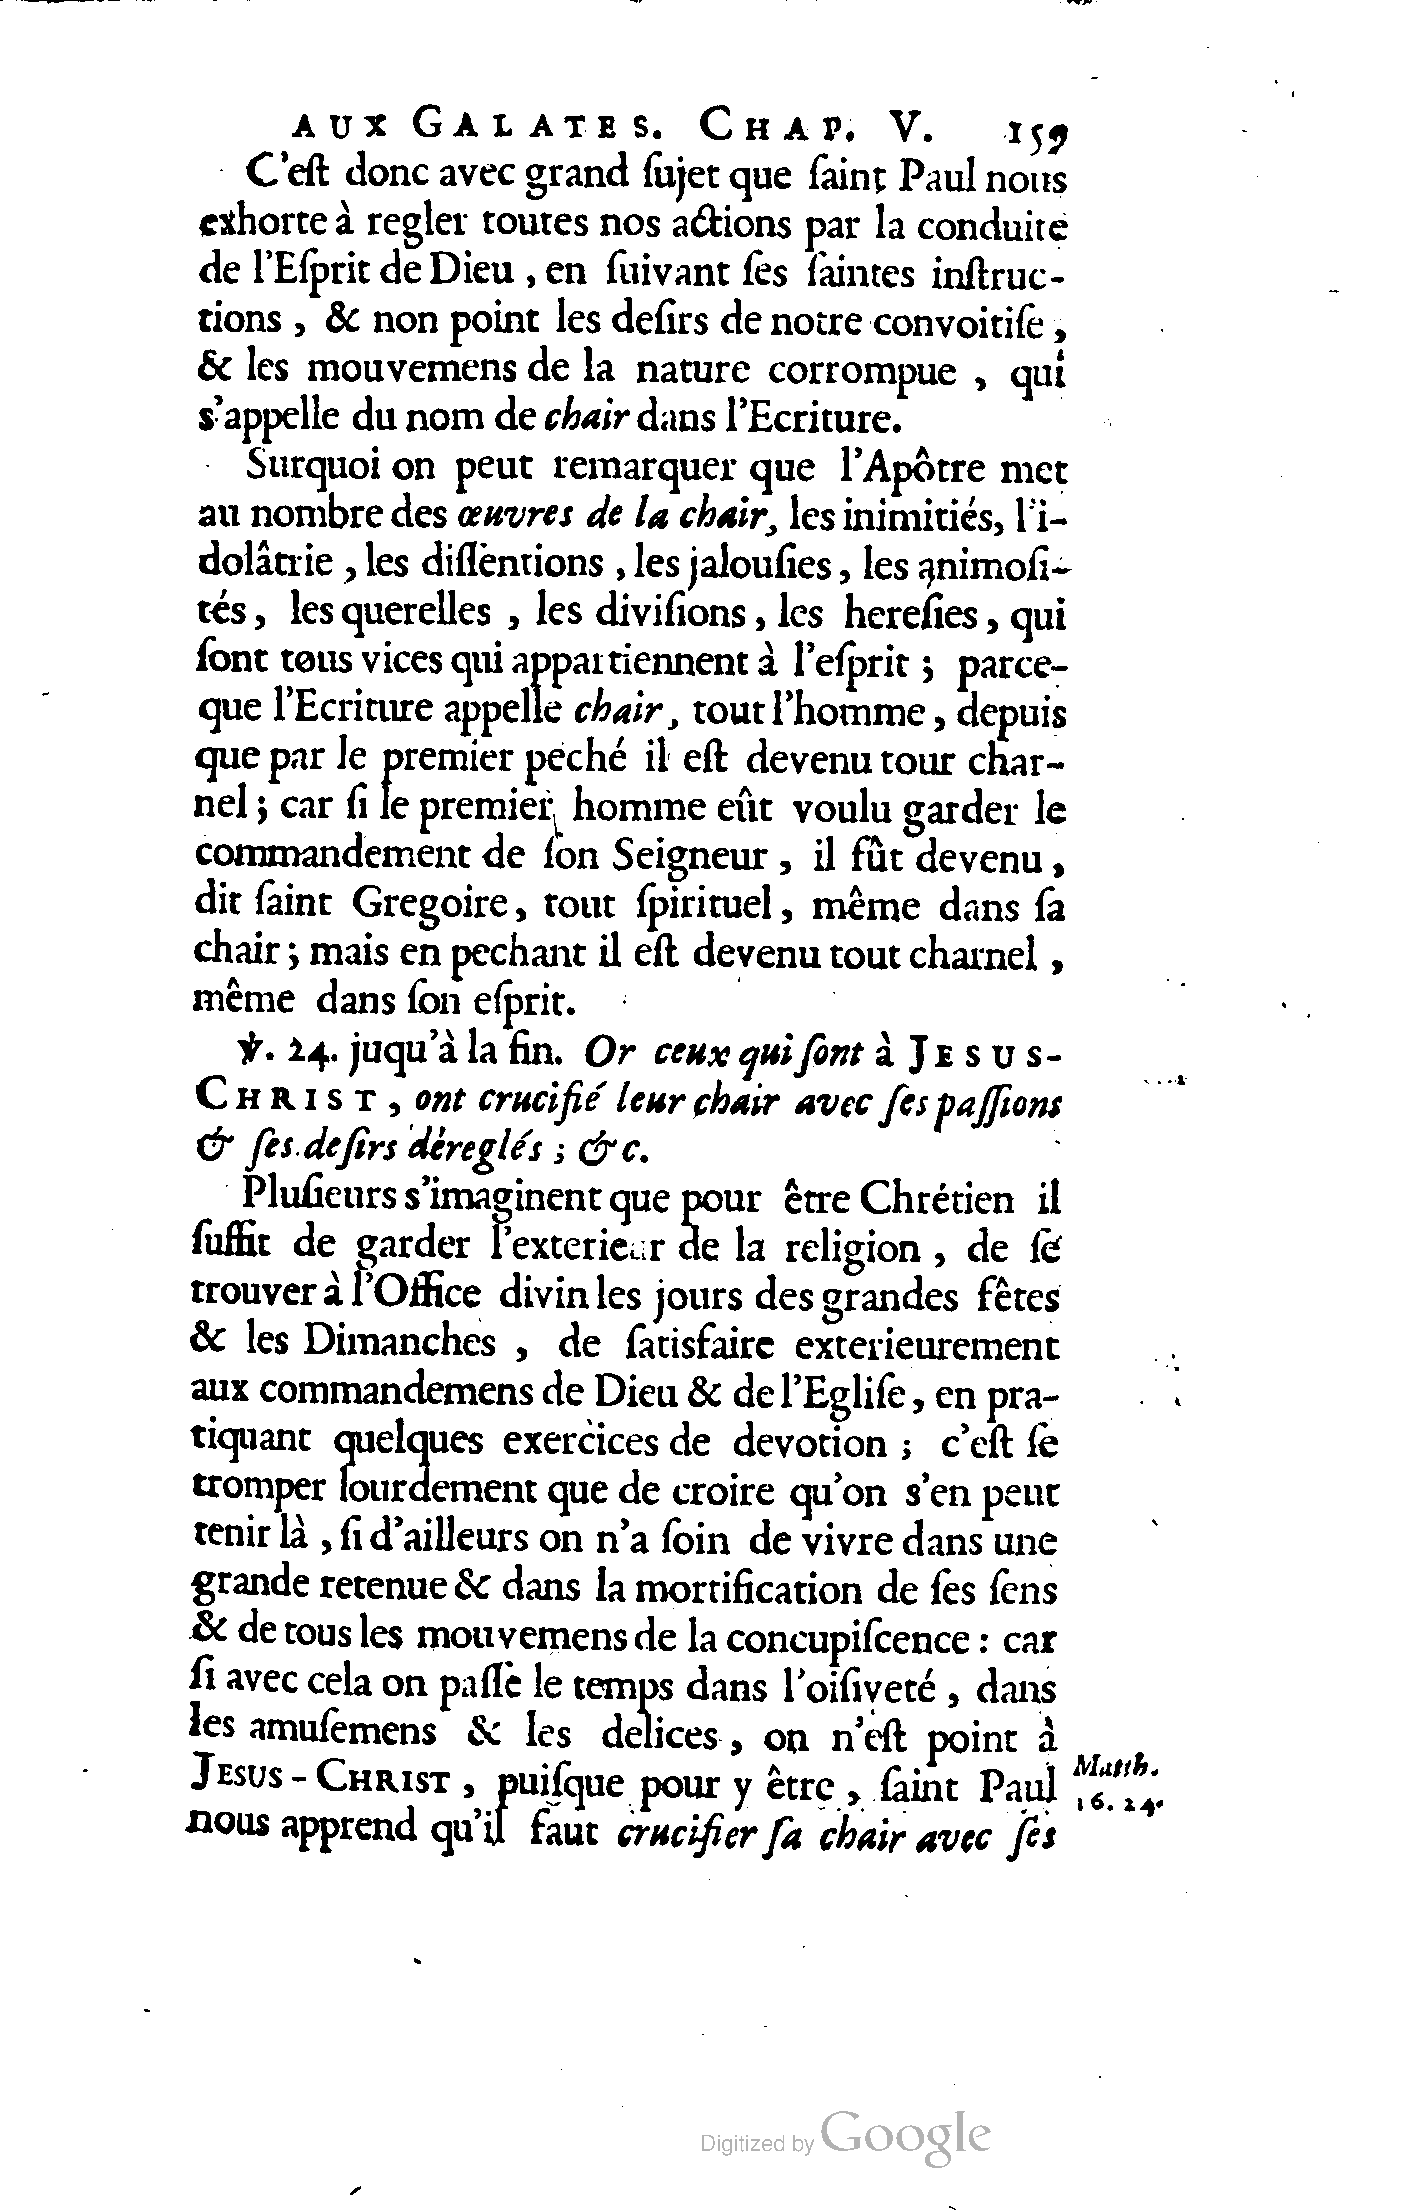 AUX GALATES. CHAP. V. 159
C'eſt donc avec grand ſujet que ſaint Paul nous
exhorte à regler toutes nos actions par la conduite
de l'Eſprit de Dieu , en ſuivant ſes ſaintes inſtruc-
tions , & non point les deſirs de notre convoitiſe ,
& les mouvemens de la nature corrompue , qui
s'appelle du nom de chair dans l'Ecriture.
Surquoi on peut remarquer que l'Apôtre met
au nombre des œuvres de la chair, les inimitiés, l'i-
dolâtrie , les diſſentions , les jalouſies , les animoſi-
tés , les querelles , les diviſions , les hereſies , qui
ſont tous vices qui appartiennent à l'eſprit ; parce-
que l'Ecriture appelle chair, tout l'homme , depuis
que par le premier peché il eſt devenu tour char-
nel ; car ſi le premier homme eût voulu garder le
commandement de ſon Seigneur , il fût devenu ,
dit ſaint Gregoire , tout ſpirituel , même dans ſa
chair ; mais en pechant il eſt devenu tout charnel ,
même dans ſon eſprit.
℣. 24. juqu'à la fin. Or ceux qui ſont à JESUS-
CHRIST , ont crucifié leur chair avec ſes paſſions
& ſes deſirs déreglés ; &c.
Pluſieurs s'imaginent que pour être Chrétien il
ſuffit de garder l'exterieur de la religion , de ſe
trouver à l'Office divin les jours des grandes fêtes
& les Dimanches , de ſatisfaire exterieurement
aux commandemens de Dieu & de l'Egliſe , en pra-
tiquant quelques exercices de devotion ; c'eſt ſe
tromper lourdement que de croire qu'on s'en peut
tenir là , ſi d'ailleurs on n'a ſoin de vivre dans une
grande retenue & dans la mortification de ſes ſens
& de tous les mouvemens de la concupiſcence : car
ſi avec cela on paſſe le temps dans l'oiſiveté , dans
les amuſemens & les delices , on n'eſt point à
JESUS-CHRIST , puiſque pour y être , ſaint Paul
nous apprend qu'il faut crucifier ſa chair avec ſes
Matth.
16. 24.
Digitized by Google